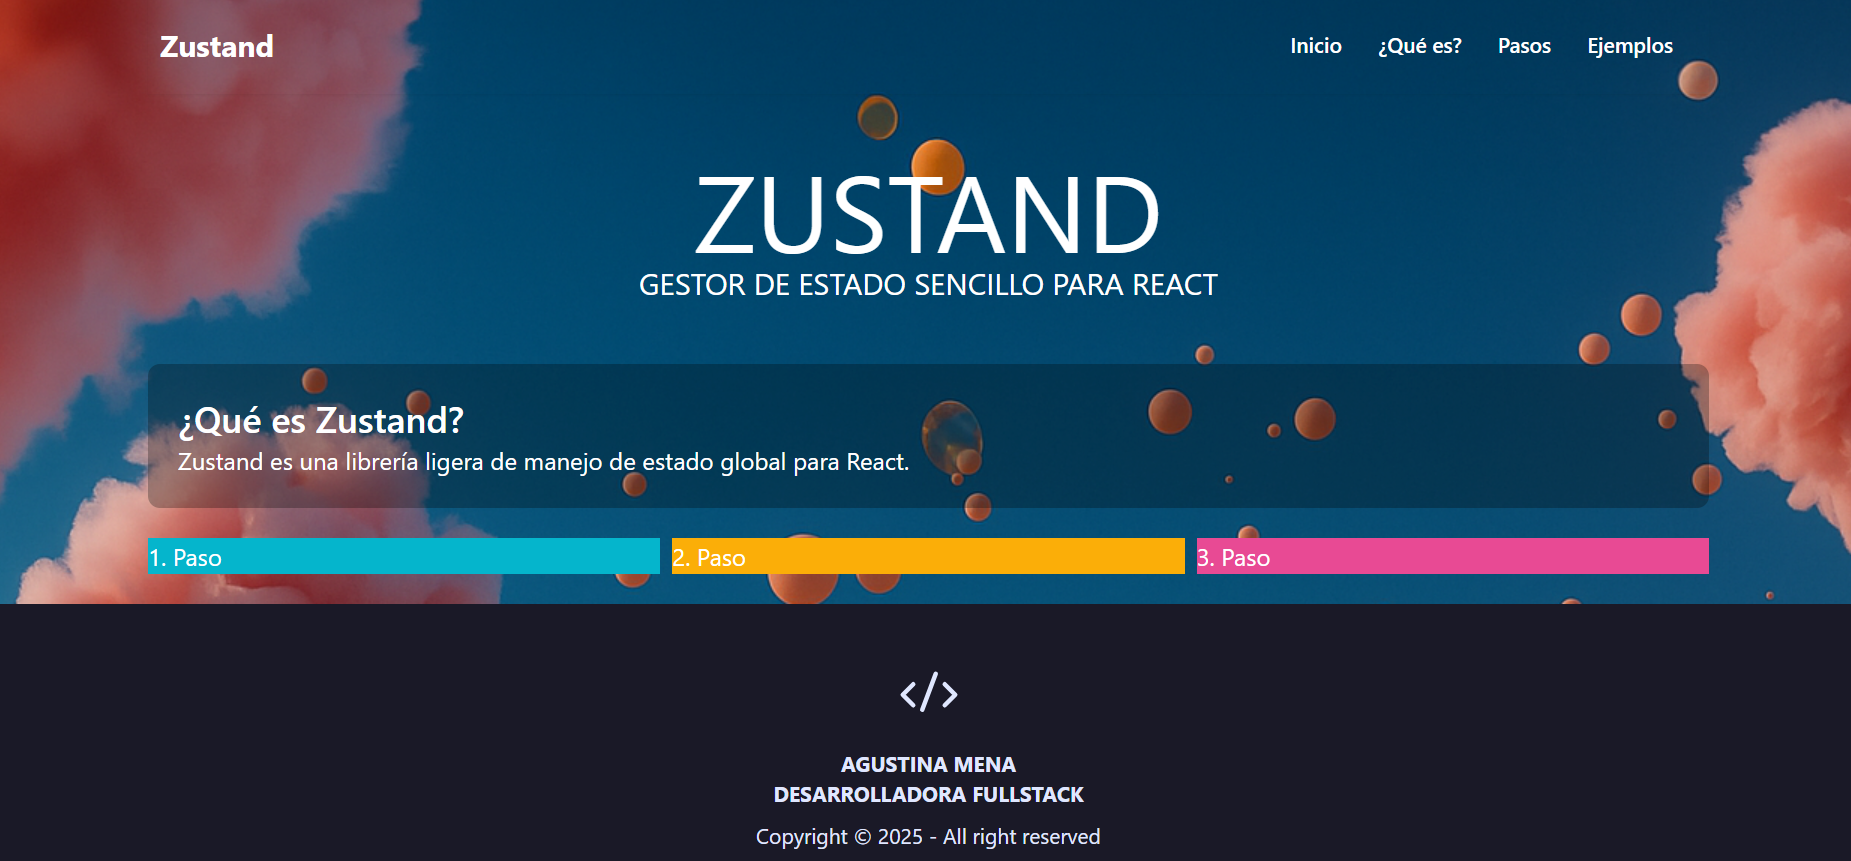 Zustand
Inicio ¿Qué es? Pasos Ejemplos
ZUSTAND
GESTOR DE ESTADO SENCILLO PARA REACT
¿Qué es Zustand?
Zustand es una librería ligera de manejo de estado global para React.
1. Paso
2. Paso
3. Paso
</>
AGUSTINA MENA
DESARROLLADORA FULLSTACK
Copyright © 2025 - All right reserved